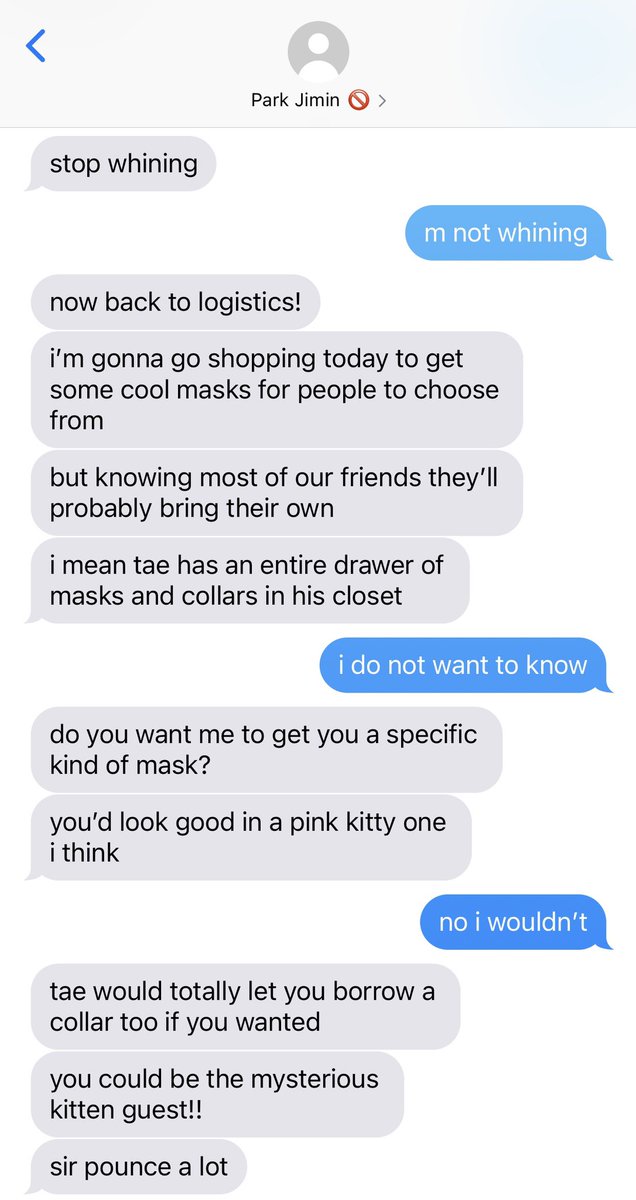 Park Jimin 🚫 >
stop whining
m not whining
now back to logistics!
i’m gonna go shopping today to get
some cool masks for people to choose
from
but knowing most of our friends they’ll
probably bring their own
i mean tae has an entire drawer of
masks and collars in his closet
i do not want to know
do you want me to get you a specific
kind of mask?
you’d look good in a pink kitty one
i think
no i wouldn’t
tae would totally let you borrow a
collar too if you wanted
you could be the mysterious
kitten guest!!
sir pounce a lot